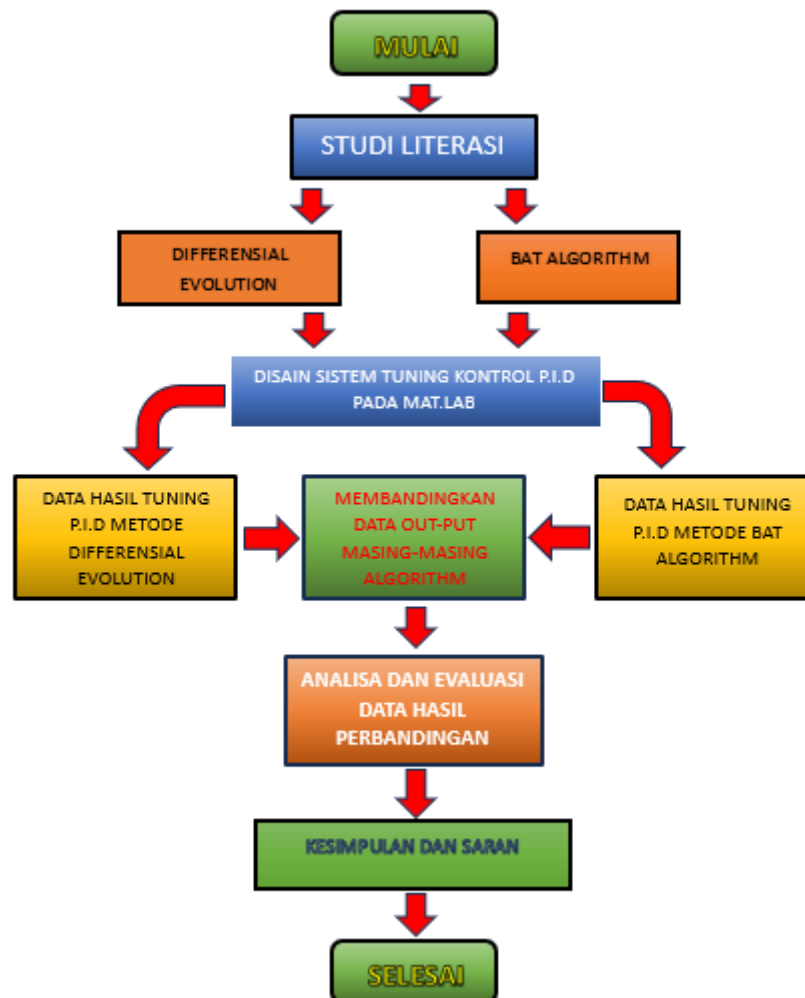 MULAI
STUDI LITERASI
DIFFERENSIAL
EVOLUTION
BAT ALGORITHM
DISAIN SISTEM TUNING KONTROL P.I.D
PADA MAT.LAB
DATA HASIL TUNING
P.I.D METODE
DIFFERENSIAL
EVOLUTION
MEMBANDINGKAN
DATA OUT-PUT
MASING-MASING
ALGORITHM
DATA HASIL TUNING
P.I.D METODE BAT
ALGORITHM
ANALISA DAN EVALUASI
DATA HASIL
PERBANDINGAN
KESIMPULAN DAN SARAN
SELESAI